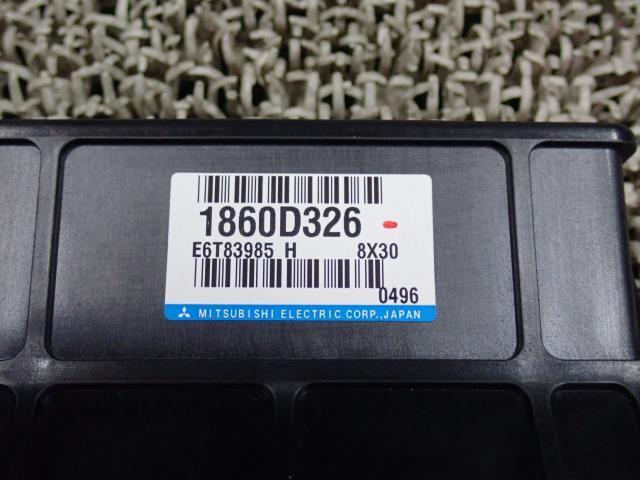 1860D326
E6T83985 H 8X30
0496
MITSUBISHI ELECTRIC CORP.,JAPAN